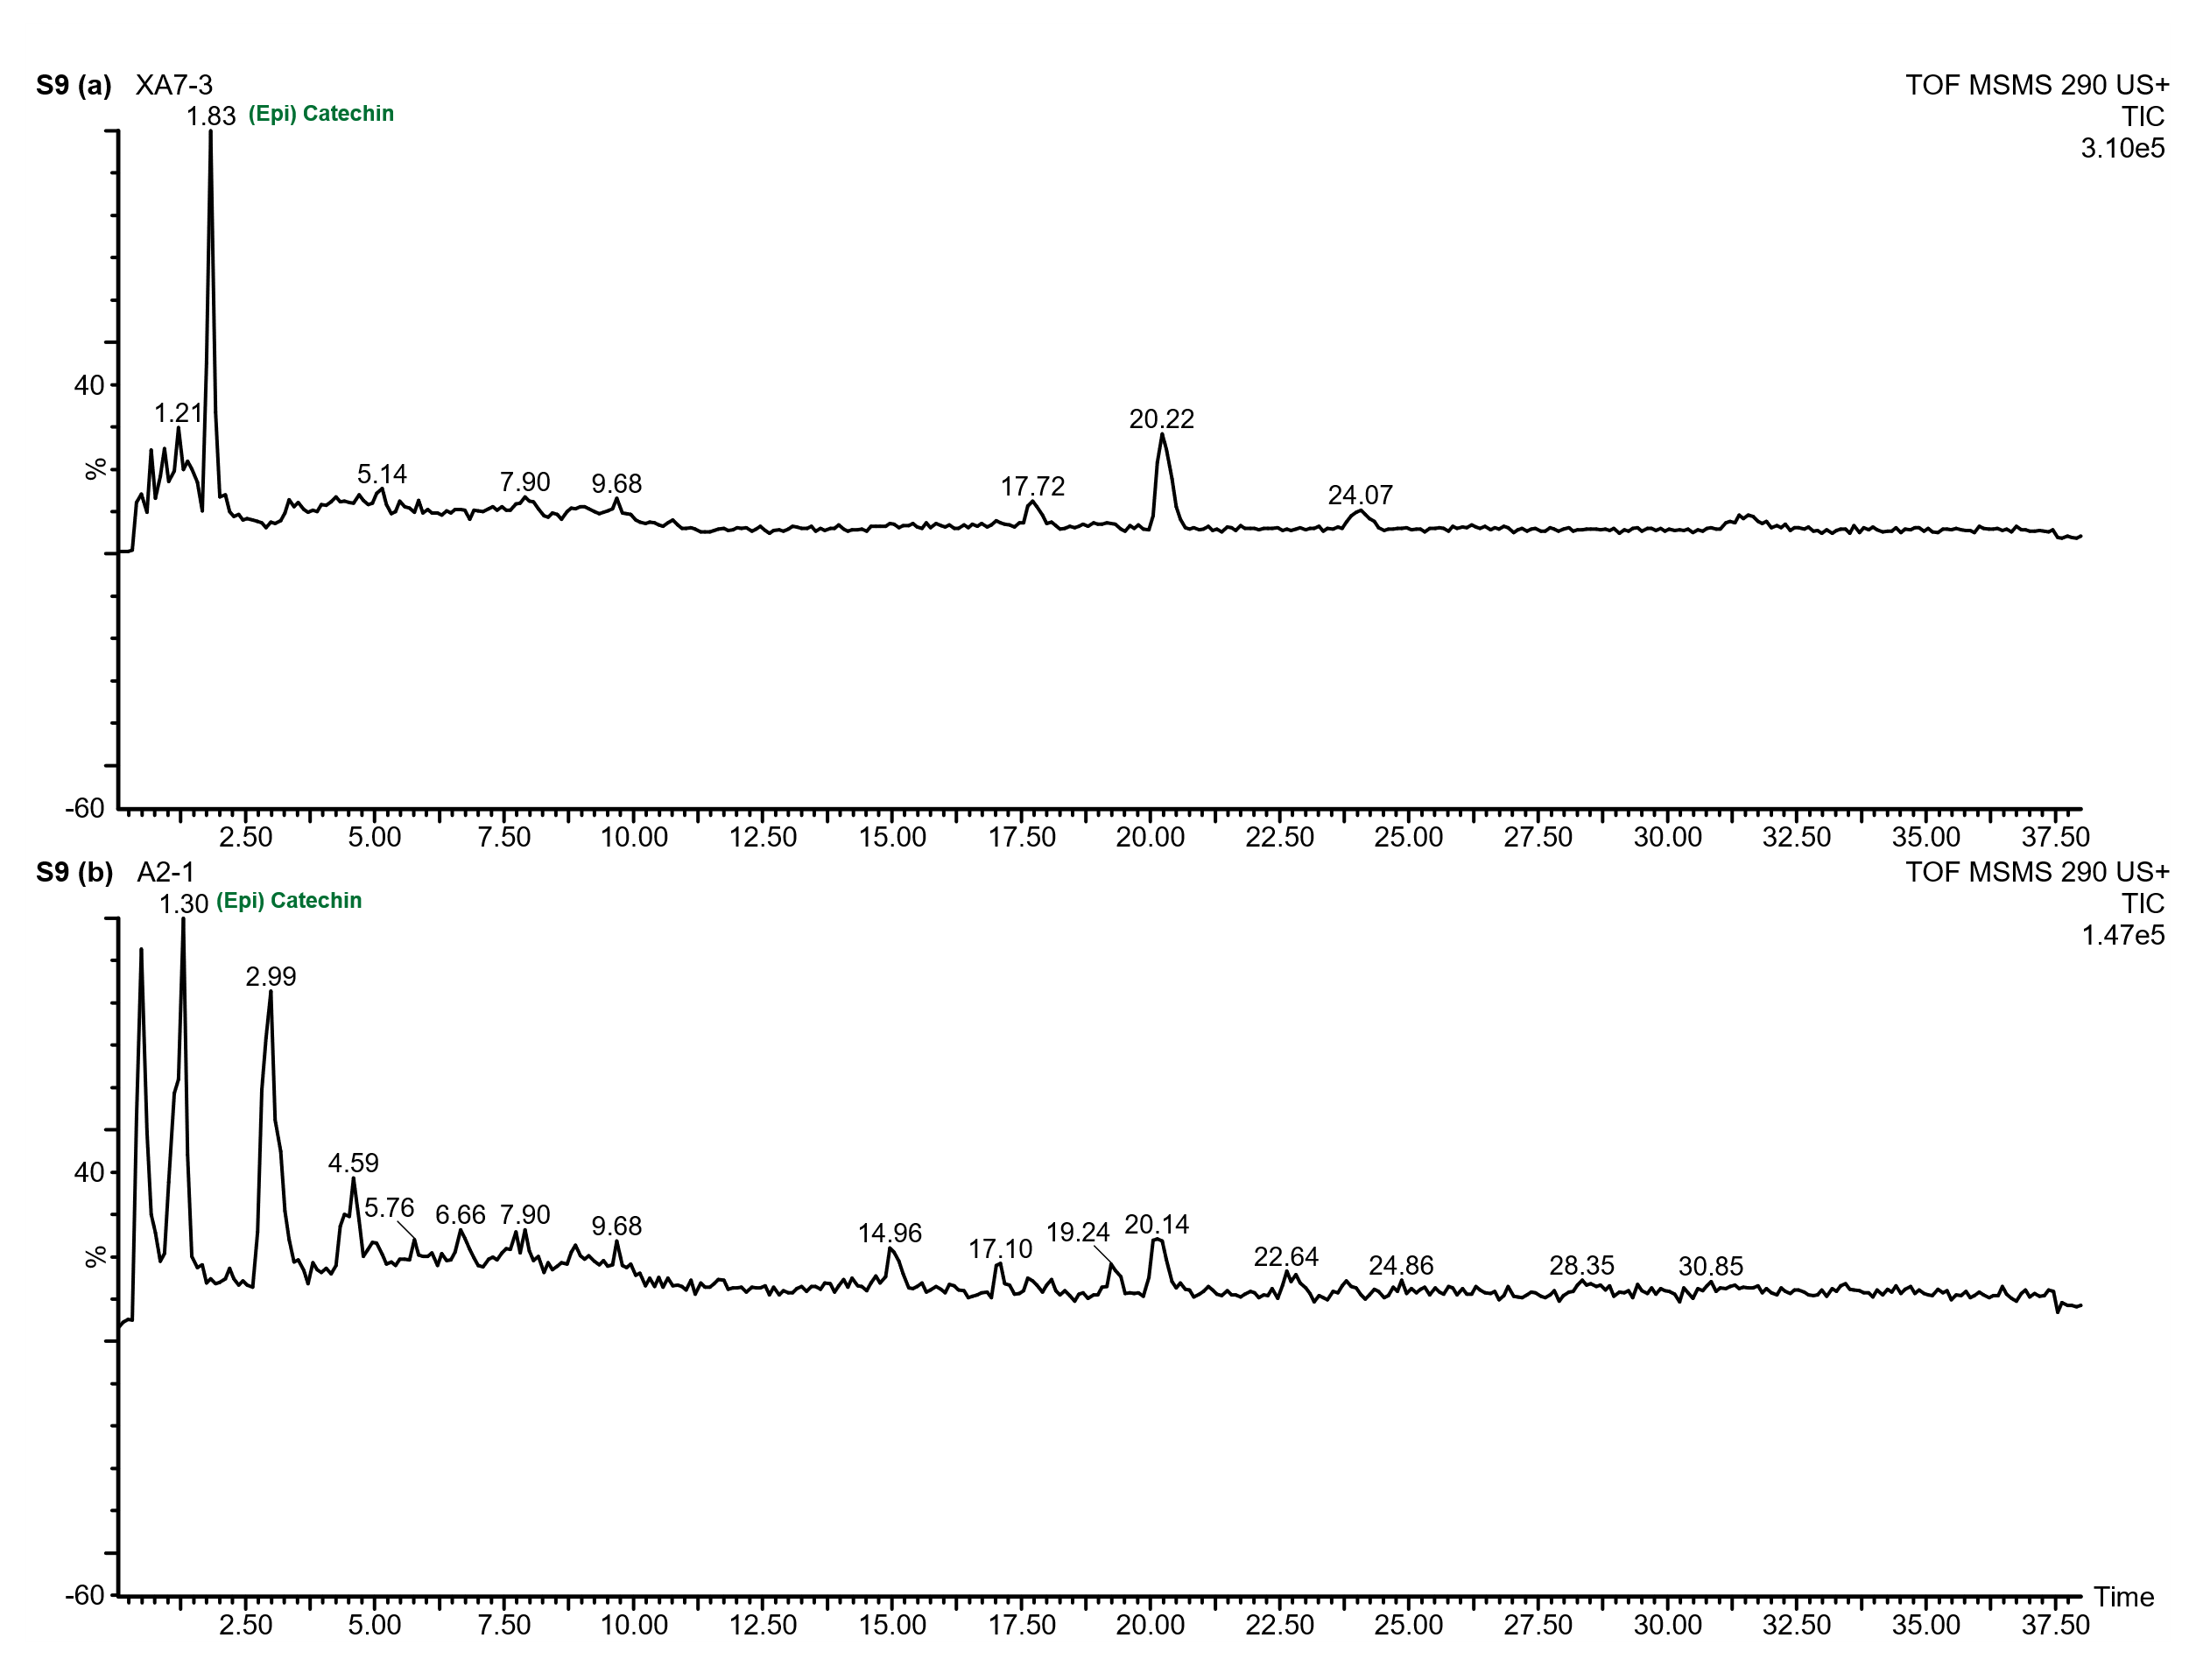 S9 (a) XA7-3
TOF MSMS 290 US+
TIC
3.10e5
1.83 (Epi) Catechin
40
1.21
20.22
%
5.14
7.90
9.68
17.72
24.07
-60
2.50 5.00 7.50 10.00 12.50 15.00 17.50 20.00 22.50 25.00 27.50 30.00 32.50 35.00 37.50
S9 (b) A2-1
TOF MSMS 290 US+
TIC
1.47e5
1.30 (Epi) Catechin
2.99
40
4.59
5.76
6.66
7.90
9.68
%
14.96
17.10
19.24
20.14
22.64
24.86
28.35
30.85
-60
Time
2.50 5.00 7.50 10.00 12.50 15.00 17.50 20.00 22.50 25.00 27.50 30.00 32.50 35.00 37.50